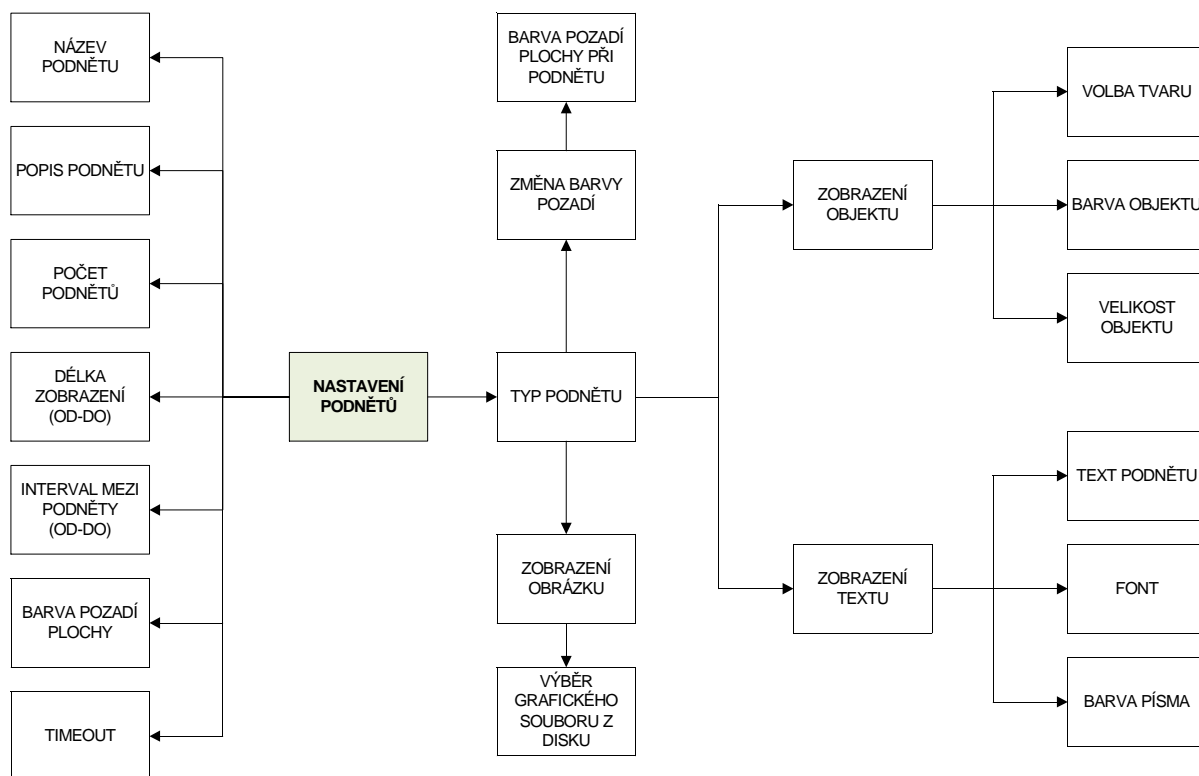 NÁZEV
PODNĚTU
POPIS PODNĚTU
POČET
PODNĚTŮ
DÉLKA
ZOBRAZENÍ
(OD-DO)
INTERVAL MEZI
PODNĚTY
(OD-DO)
BARVA POZADÍ
PLOCHY
TIMEOUT
NASTAVENÍ
PODNĚTŮ
BARVA POZADÍ
PLOCHY PŘI
PODNĚTU
ZMĚNA BARVY
POZADÍ
TYP PODNĚTU
ZOBRAZENÍ
OBRÁZKU
VÝBĚR
GRAFICKÉHO
SOUBORU Z
DISKU
ZOBRAZENÍ
OBJEKTU
ZOBRAZENÍ
TEXTU
VOLBA TVARU
BARVA OBJEKTU
VELIKOST
OBJEKTU
TEXT PODNĚTU
FONT
BARVA PÍSMA